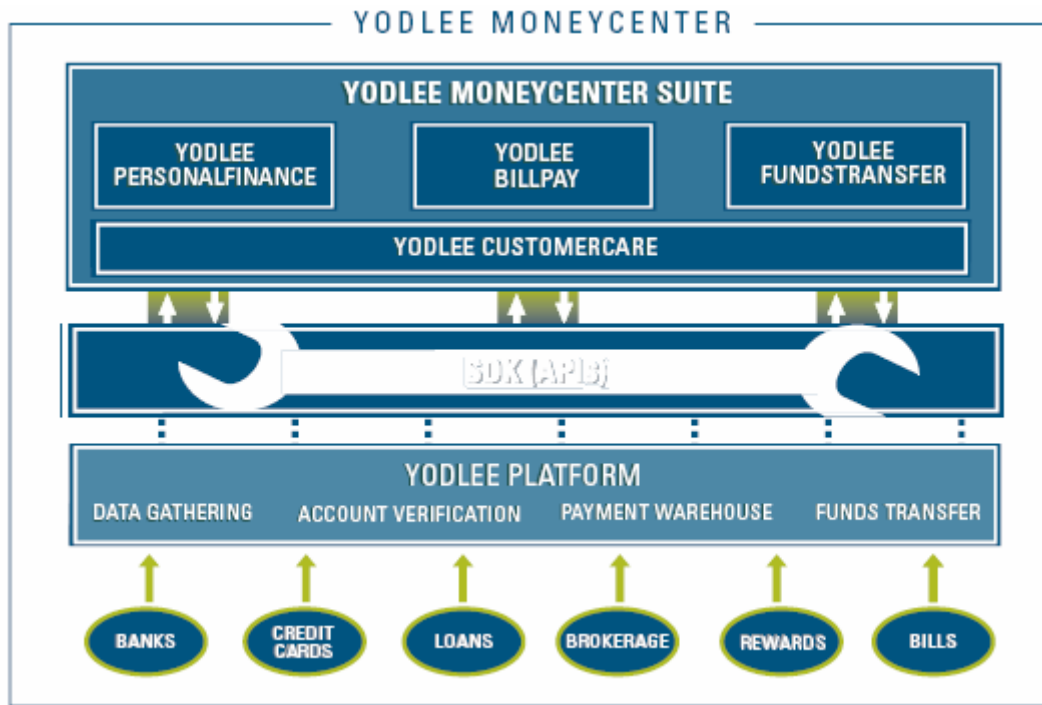 YODLEE MONEYCENTER
YODLEE MONEYCENTER SUITE
YODLEE
PERSONALFINANCE
YODLEE
BILLPAY
YODLEE
FUNDSTRANSFER
YODLEE CUSTOMERCARE
SDK (APIS)
YODLEE PLATFORM
DATA GATHERING
ACCOUNT VERIFICATION
PAYMENT WAREHOUSE
FUNDS TRANSFER
BANKS
CREDIT
CARDS
LOANS
BROKERAGE
REWARDS
BILLS